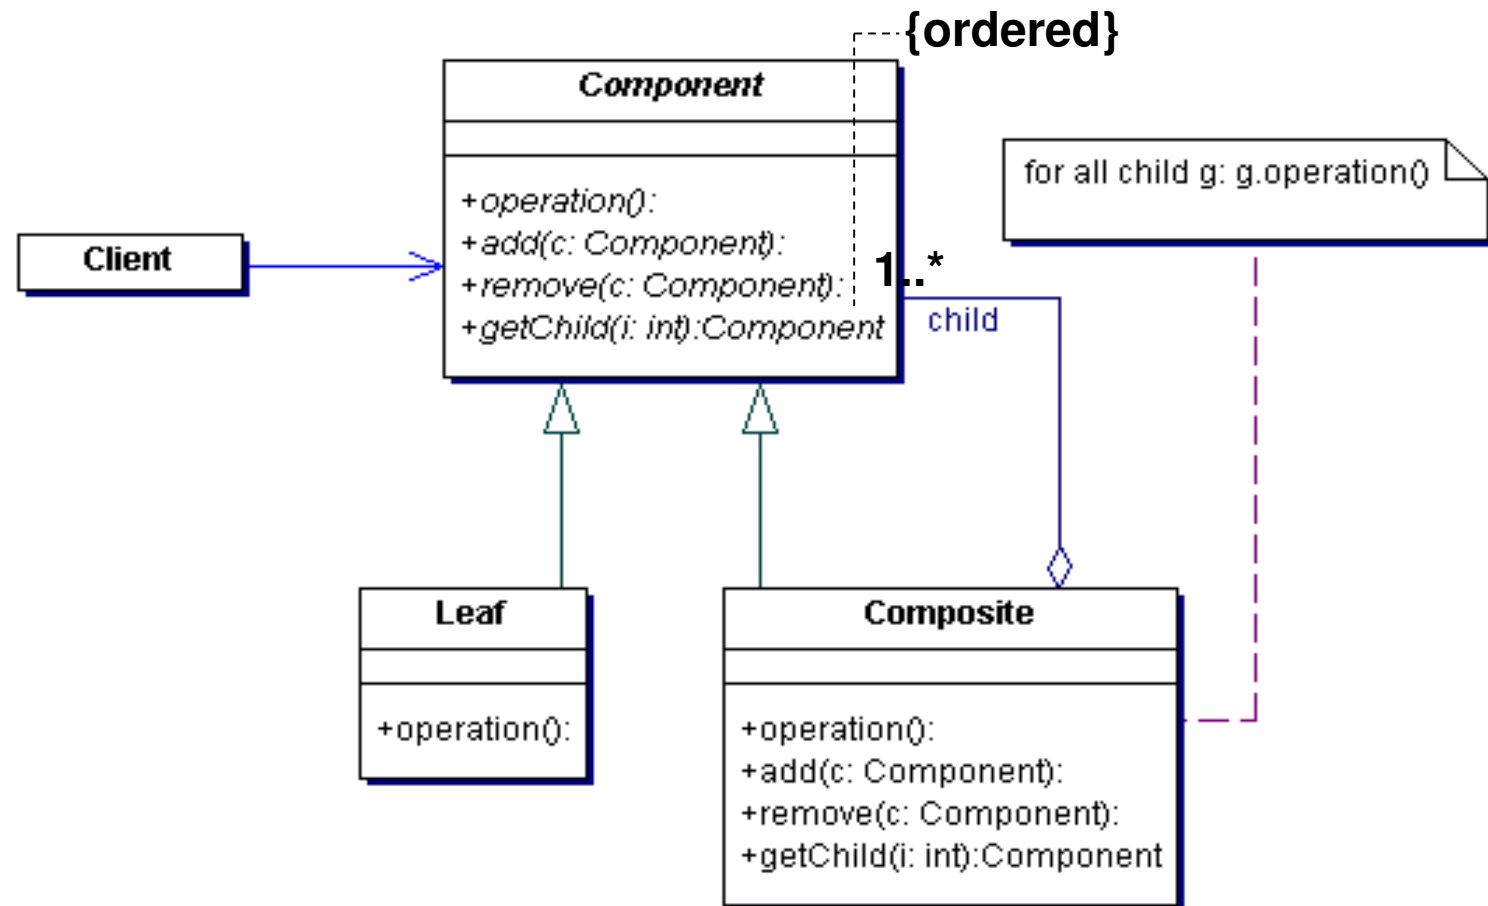 {ordered}
Component
+operation():
+add(c: Component):
+remove(c: Component):
+getChild(i: int):Component
for all child g: g.operation()
Client
1..*
child
Leaf
+operation():
Composite
+operation():
+add(c: Component):
+remove(c: Component):
+getChild(i: int):Component